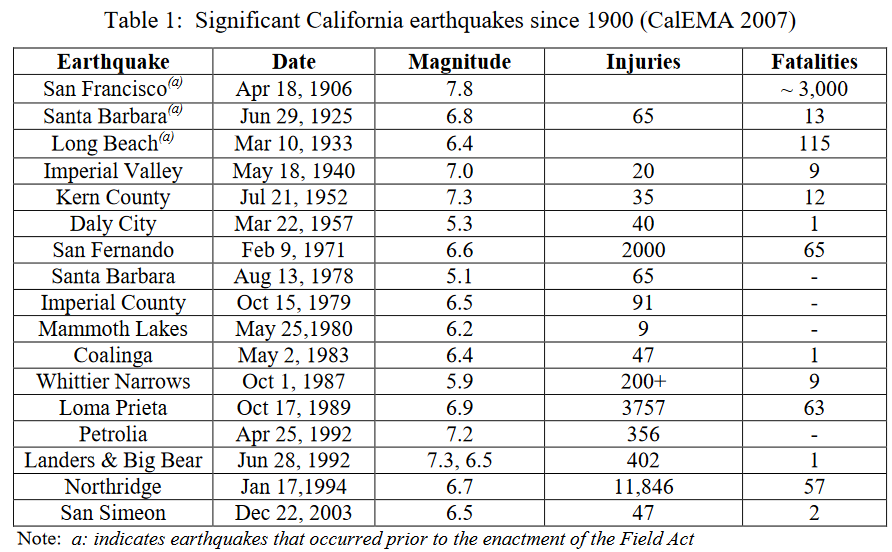 Table 1:  Significant California earthquakes since 1900 (CalEMA 2007)
Earthquake Date Magnitude Injuries Fatalities
San Francisco(a) Apr 18, 1906 7.8 ~ 3,000
Santa Barbara(a) Jun 29, 1925 6.8 65 13
Long Beach(a) Mar 10, 1933 6.4 115
Imperial Valley May 18, 1940 7.0 20 9
Kern County Jul 21, 1952 7.3 35 12
Daly City Mar 22, 1957 5.3 40 1
San Fernando Feb 9, 1971 6.6 2000 65
Santa Barbara Aug 13, 1978 5.1 65 -
Imperial County Oct 15, 1979 6.5 91 -
Mammoth Lakes May 25,1980 6.2 9 -
Coalinga May 2, 1983 6.4 47 1
Whittier Narrows Oct 1, 1987 5.9 200+ 9
Loma Prieta Oct 17, 1989 6.9 3757 63
Petrolia Apr 25, 1992 7.2 356 -
Landers & Big Bear Jun 28, 1992 7.3, 6.5 402 1
Northridge Jan 17,1994 6.7 11,846 57
San Simeon Dec 22, 2003 6.5 47 2
Note:  a: indicates earthquakes that occurred prior to the enactment of the Field Act